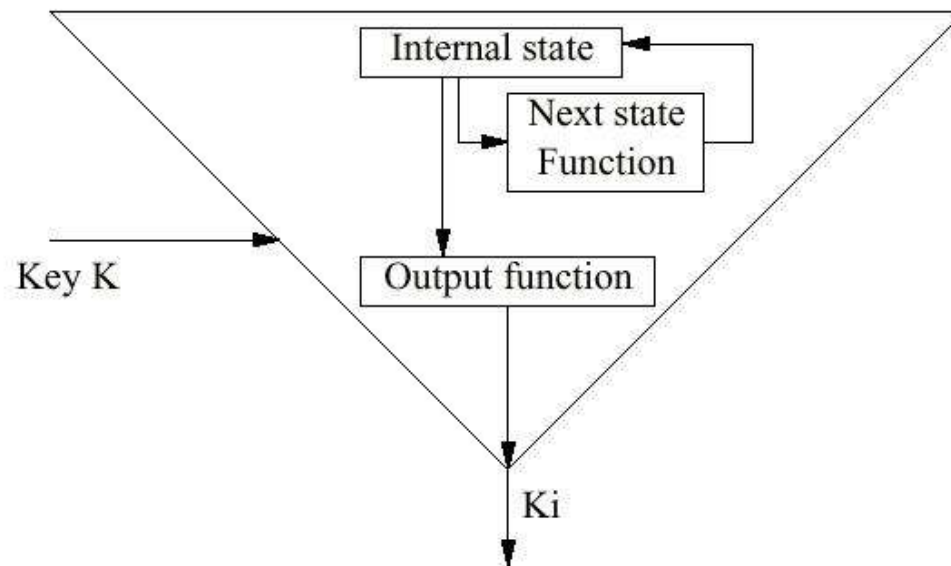 Internal state
Next state
Function
Key K
Output function
Ki